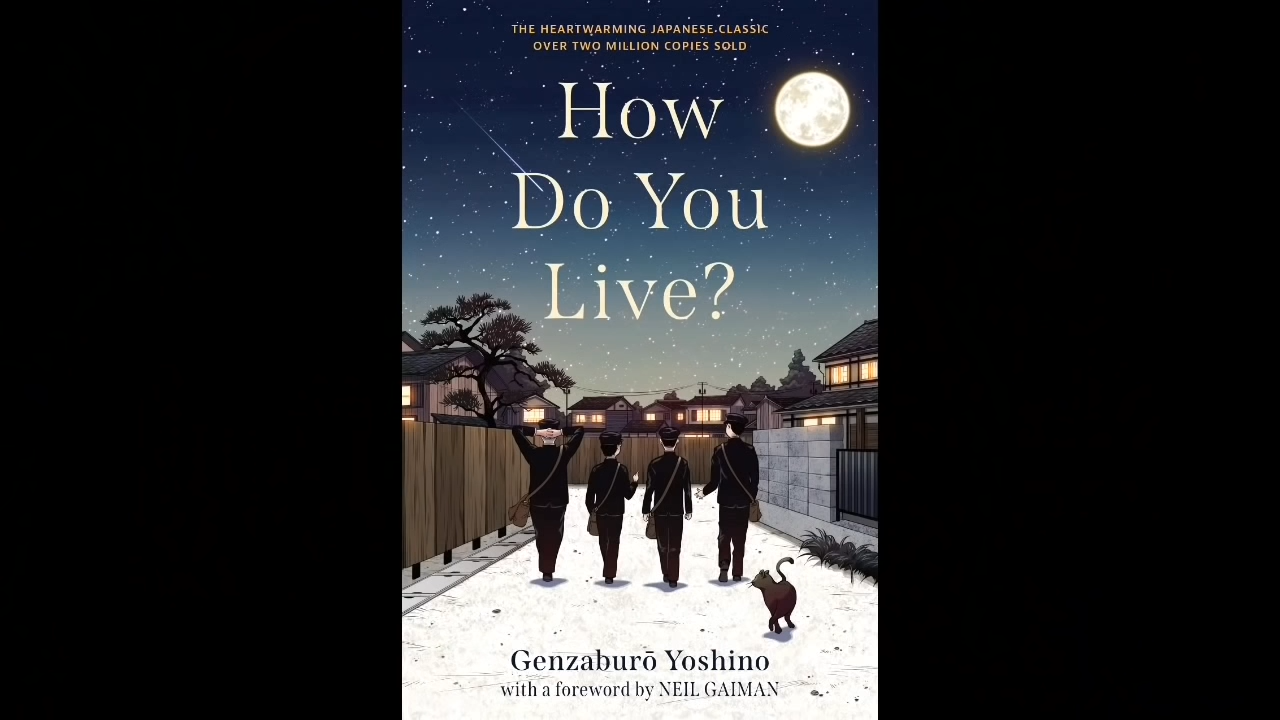 THE HEARTWARMING JAPANESE CLASSIC
OVER TWO MILLION COPIES SOLD
How
Do You
Live?
Genzaburō Yoshino
with a foreword by NEIL GAIMAN